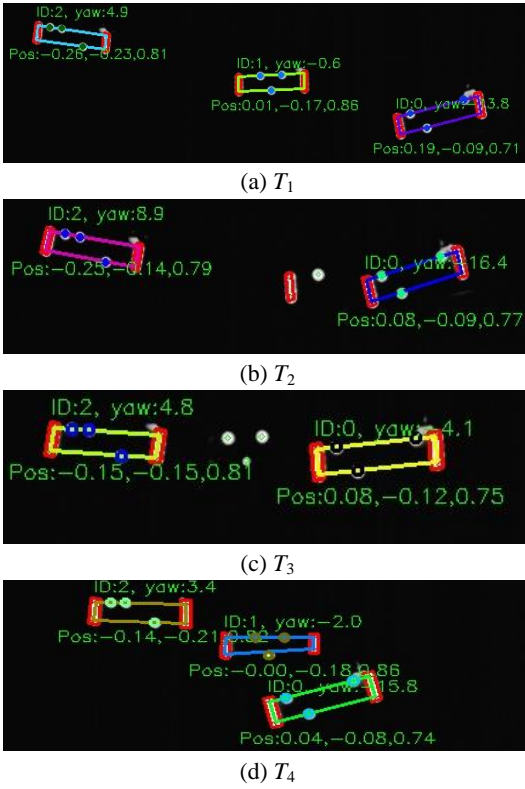 ID:2, yaw:4.9
Pos:−0.26,−0.23,0.81
ID:1, yaw:−0.6
Pos:0.01,−0.17,0.86
Pos:0.19,−0.09,0.71
(a) T1
ID:2, yaw:8.9
Pos:−0.25,−0.14,0.79
ID:0, yaw:−16.4
Pos:0.08,−0.09,0.77
(b) T2
ID:2, yaw:4.8
Pos:−0.15,−0.15,0.81
ID:0, yaw:−4.1
Pos:0.08,−0.12,0.75
(c) T3
ID:2, yaw:3.4
ID:1, yaw:−2.0
Pos:−0.00,−0.18,0.86
ID:0, yaw:−15.8
Pos:0.04,−0.08,0.74
(d) T4